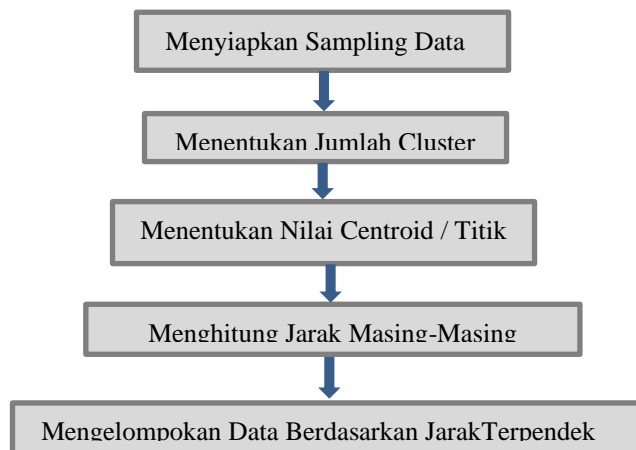 Menyiapkan Sampling Data
Menentukan Jumlah Cluster
Menentukan Nilai Centroid / Titik
Menghitung Jarak Masing-Masing
Mengelompokan Data Berdasarkan JarakTerpendek